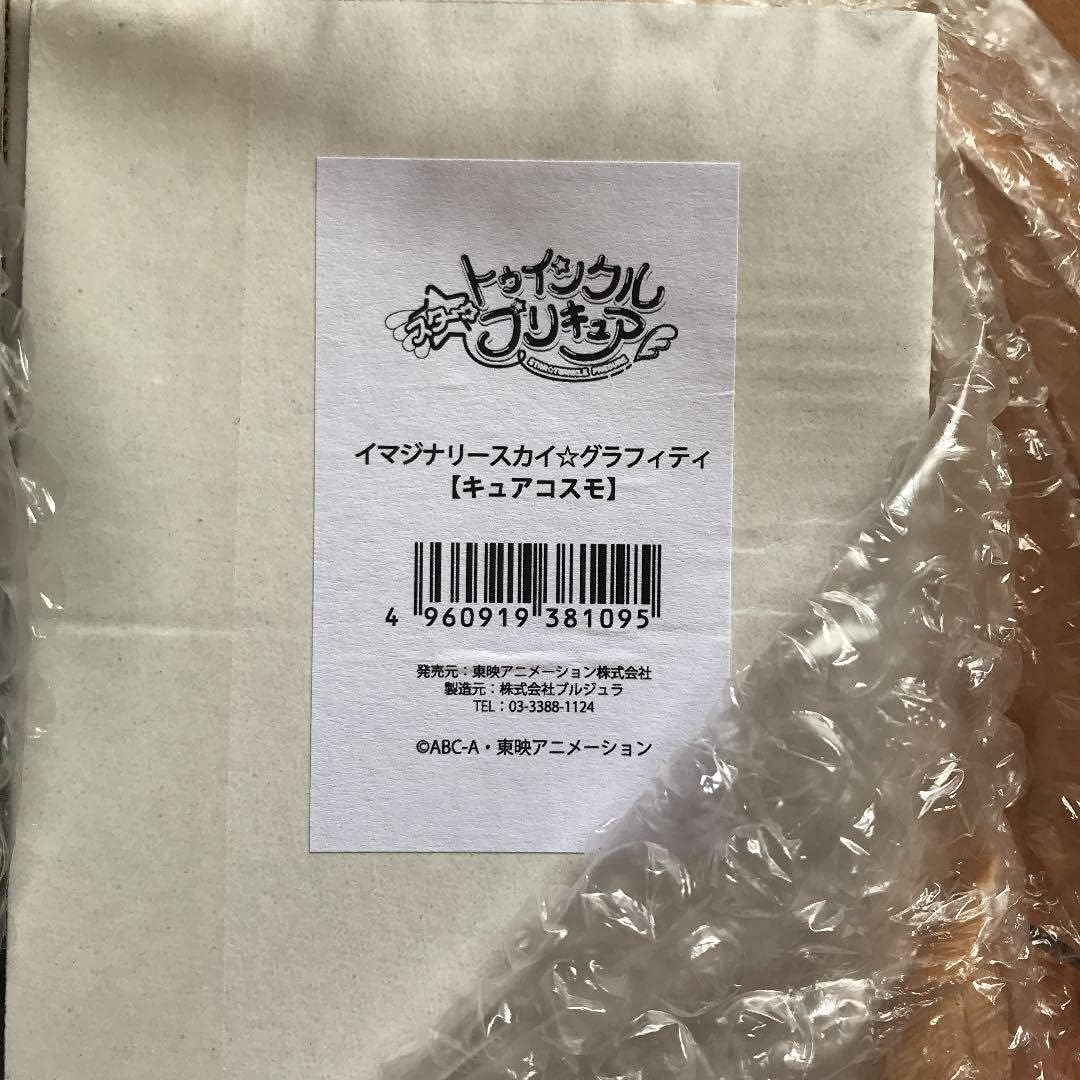 トゥインクル
スター☆プリキュア
STAR☆TWINKLE PRECURE
イマジナリースカイ☆グラフィティ
【キュアコスモ】
4 960919 381095
発売元：東映アニメーション株式会社
製造元：株式会社ブルジュラ
TEL：03-3388-1124
©ABC-A・東映アニメーション